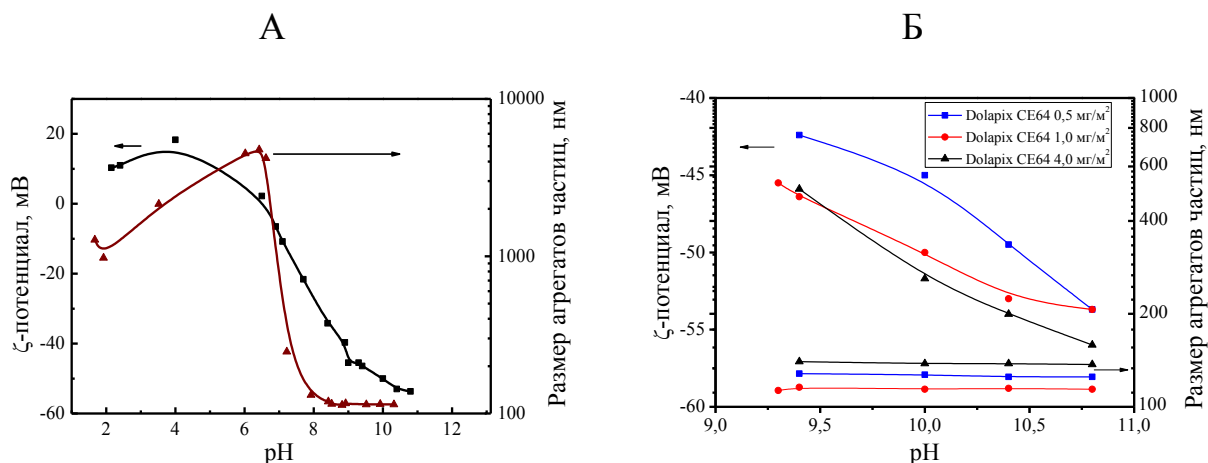 А
Б
ζ-потенциал, мВ
20
0
-20
-40
-60
2
4
6
8
10
12
pH
10000
1000
100
Размер агрегатов частиц, нм
ζ-потенциал, мВ
-40
-45
-50
-55
-60
9,0
9,5
10,0
10,5
11,0
pH
Dolapix CE64 0,5 мг/м²
Dolapix CE64 1,0 мг/м²
Dolapix CE64 4,0 мг/м²
1000
800
600
400
200
100
Размер агрегатов частиц, нм